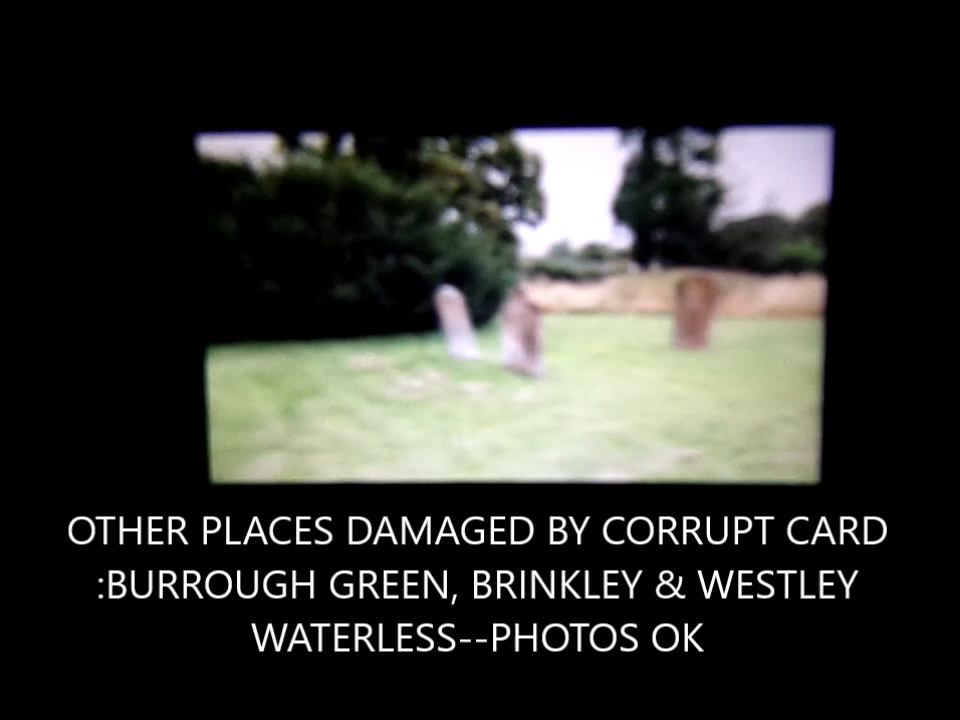 OTHER PLACES DAMAGED BY CORRUPT CARD
:BURROUGH GREEN, BRINKLEY & WESTLEY
WATERLESS--PHOTOS OK